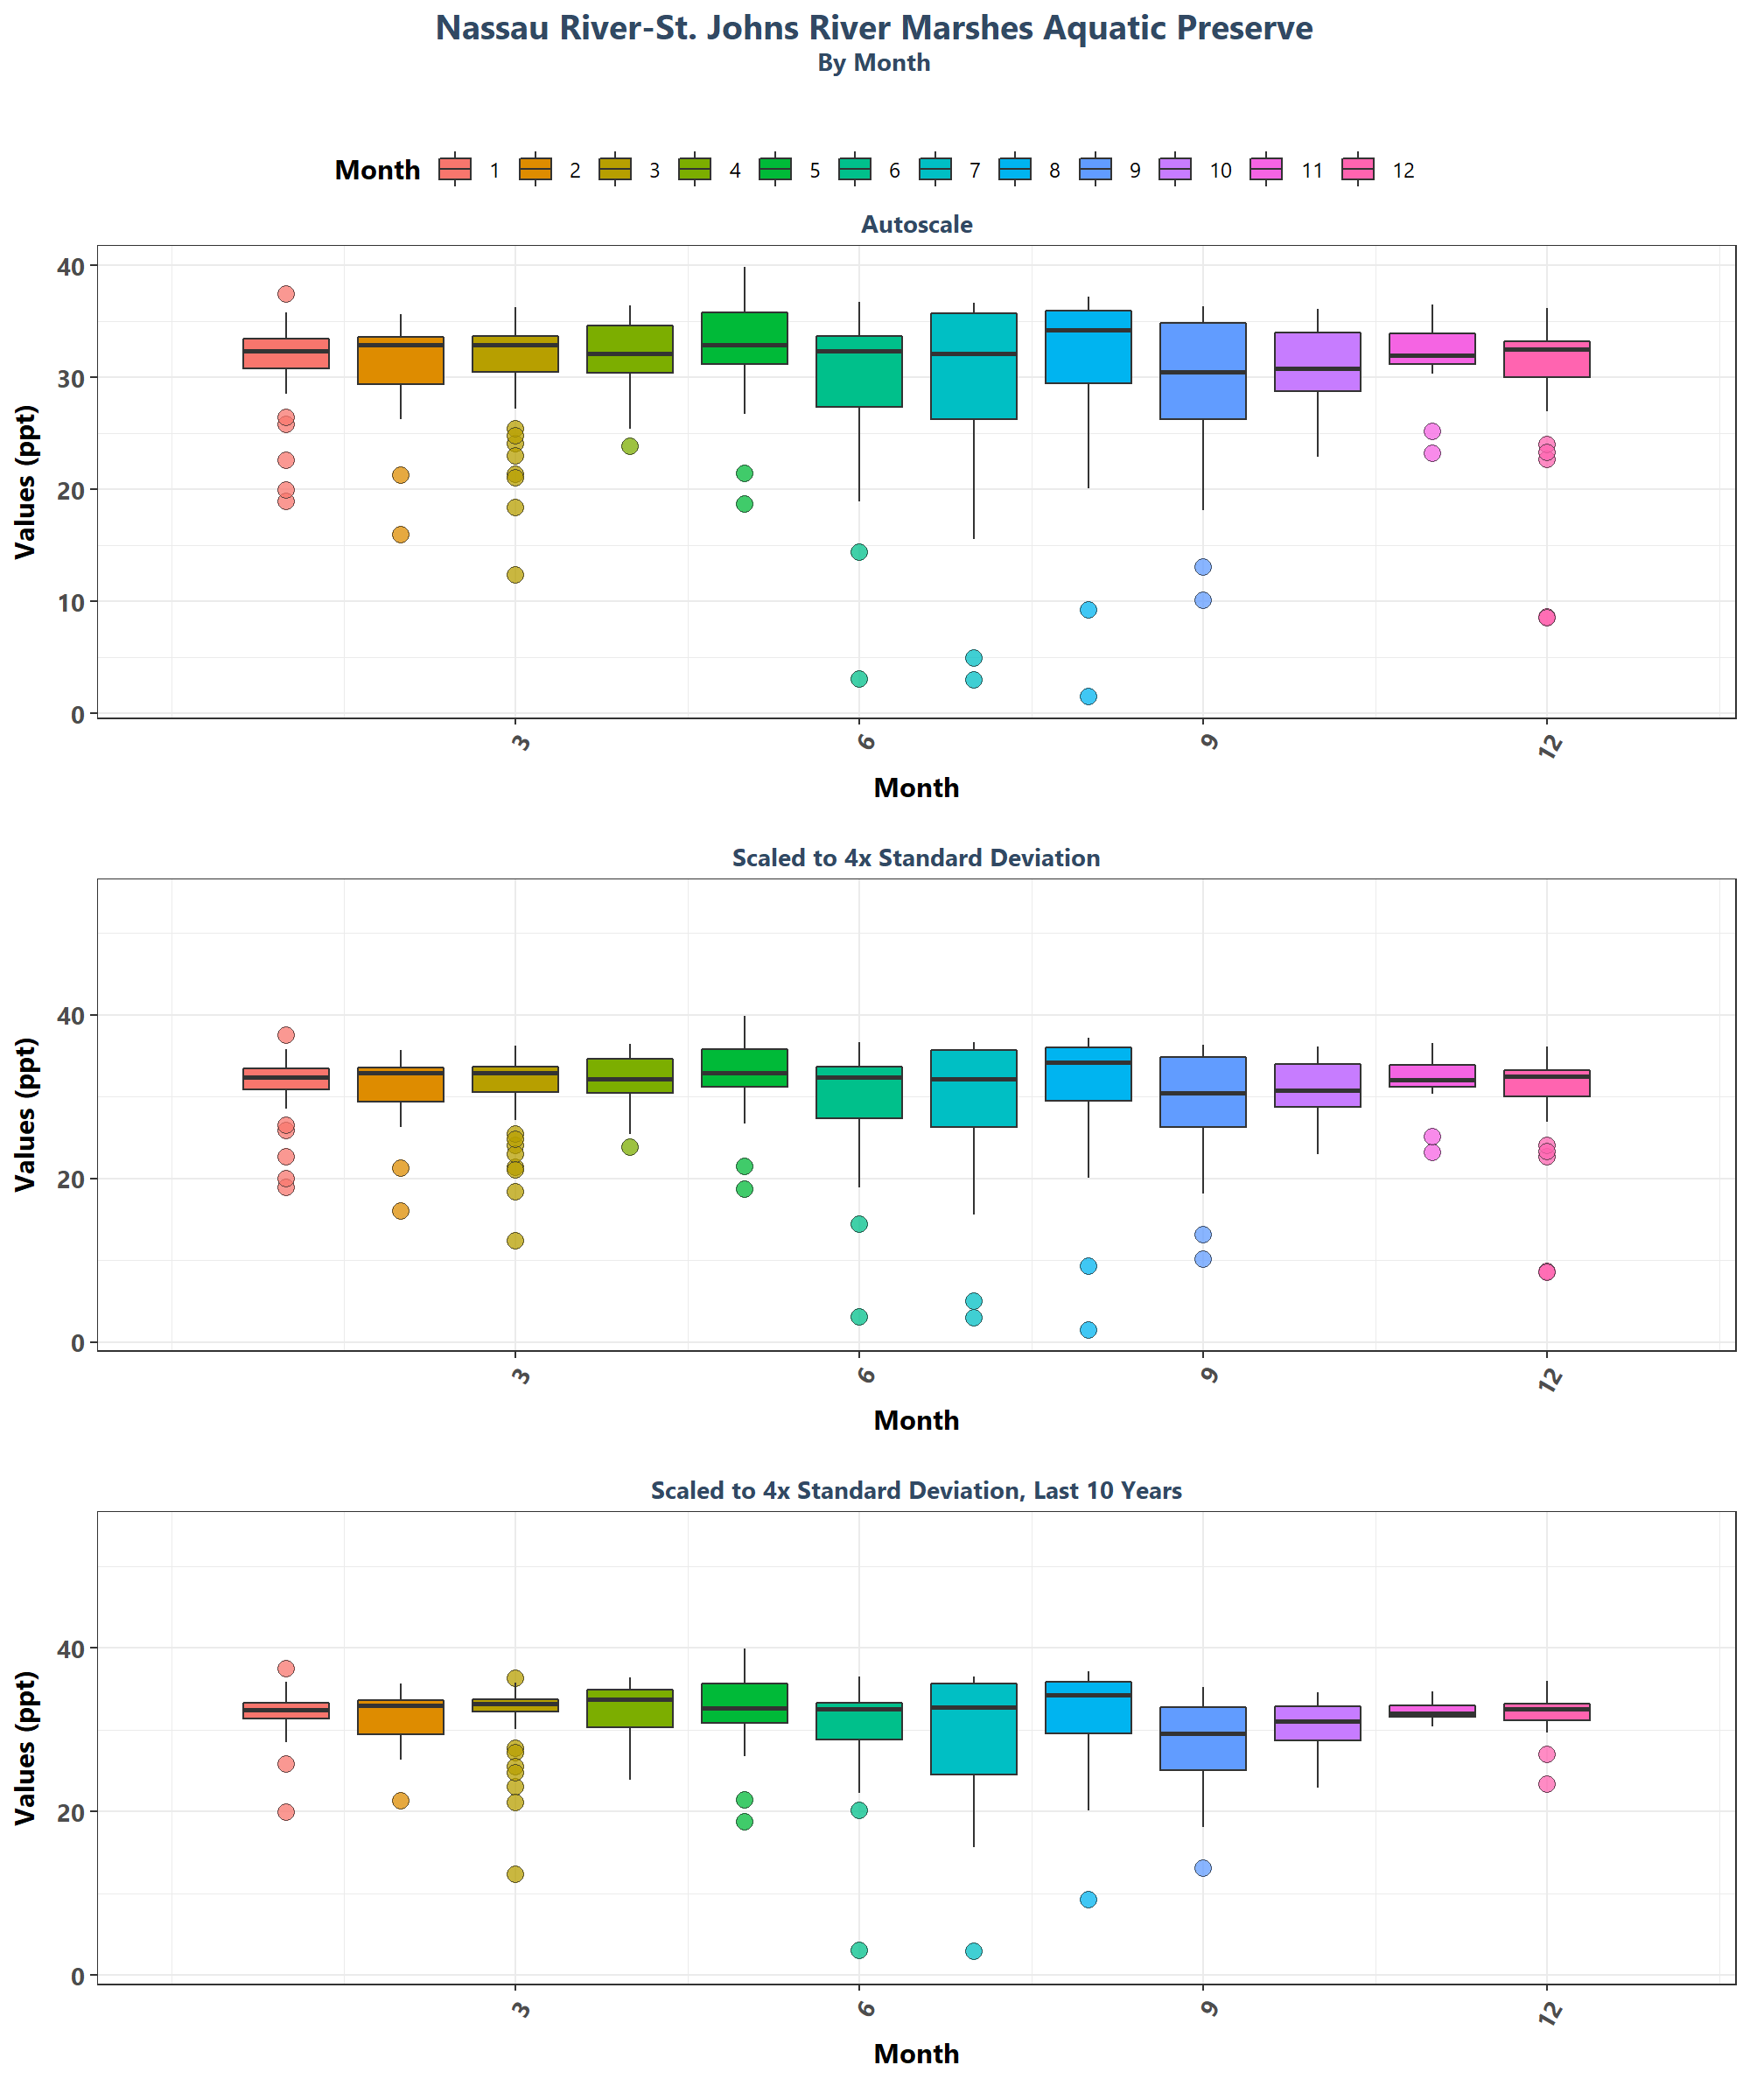 Nassau River-St. Johns River Marshes Aquatic Preserve
By Month
Month 1 2 3 4 5 6 7 8 9 10 11 12
Autoscale
Values (ppt)
40
30
20
10
0
3 6 9 12
Month
Scaled to 4x Standard Deviation
Values (ppt)
40
20
0
3 6 9 12
Month
Scaled to 4x Standard Deviation, Last 10 Years
Values (ppt)
40
20
0
3 6 9 12
Month